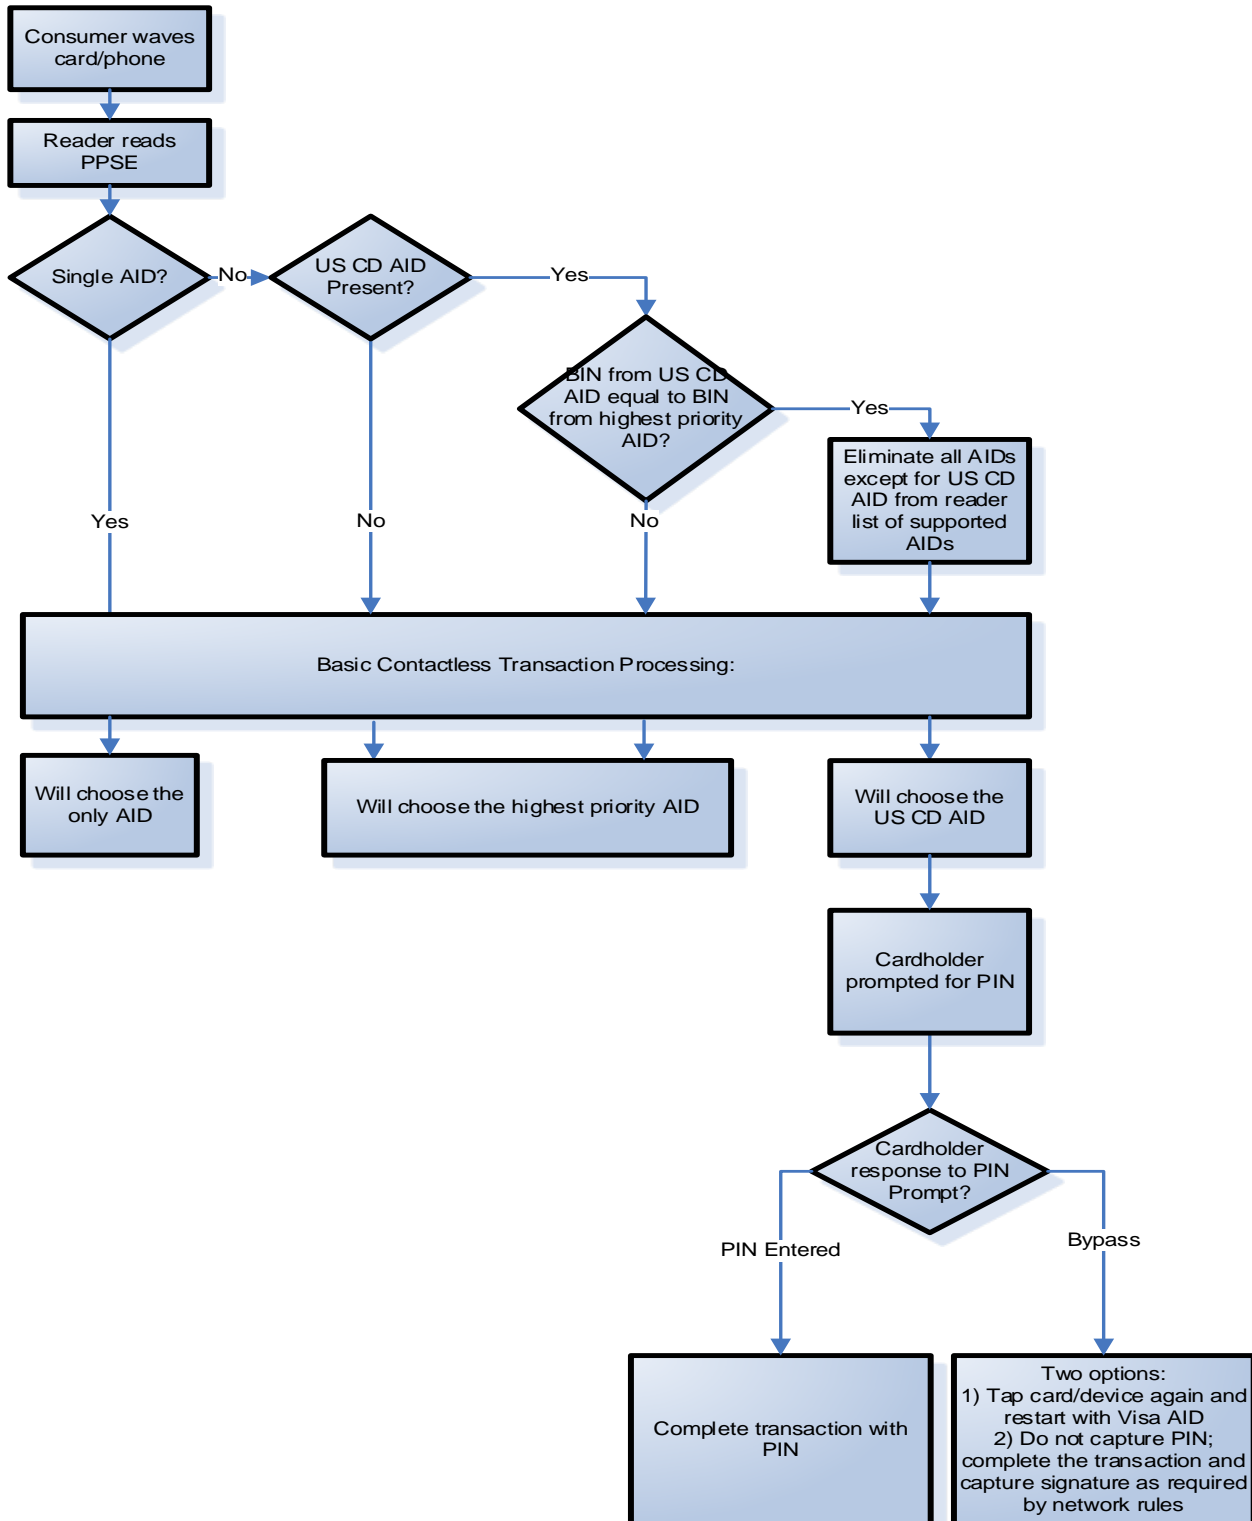 Consumer waves
card/phone
Reader reads
PPSE
Single AID?
No
US CD AID
Present?
Yes
BIN from US CD
AID equal to BIN
from highest priority
AID?
Yes
Eliminate all AIDs
except for US CD
AID from reader
list of supported
AIDs
Yes
No
No
Basic Contactless Transaction Processing:
Will choose the
only AID
Will choose the highest priority AID
Will choose the
US CD AID
Cardholder
prompted for PIN
Cardholder
response to PIN
Prompt?
PIN Entered
Bypass
Complete transaction with
PIN
Two options:
1) Tap card/device again and
restart with Visa AID
2) Do not capture PIN;
complete the transaction and
capture signature as required
by network rules